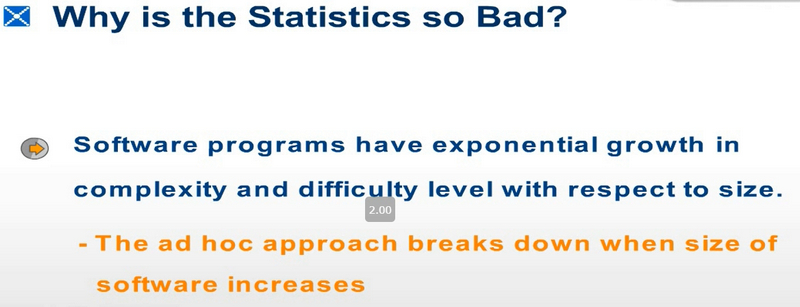 Why is the Statistics so Bad?
Software programs have exponential growth in
complexity and difficulty level with respect to size.
2.00
- The ad hoc approach breaks down when size of
software increases